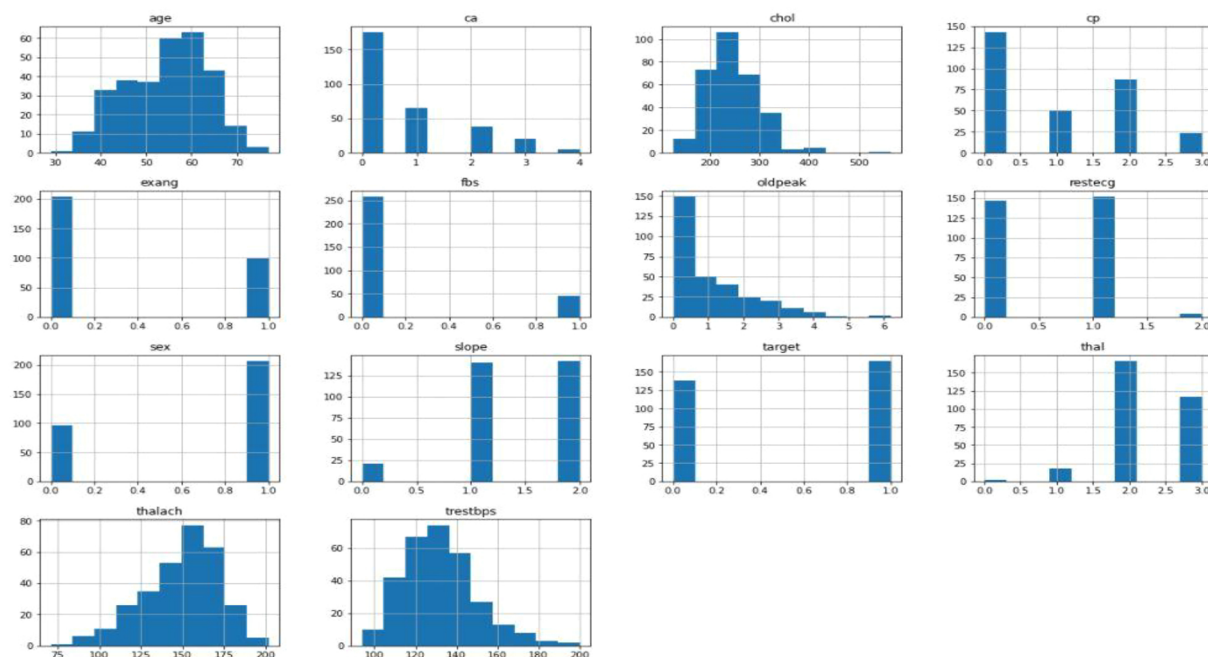 age
60
50
40
30
20
10
0
30 40 50 60 70
ca
150
100
50
0
0 1 2 3 4
chol
100
80
60
40
20
0
200 300 400 500
cp
150
125
100
75
50
25
0
0.0 0.5 1.0 1.5 2.0 2.5 3.0
exang
200
150
100
50
0
0.0 0.2 0.4 0.6 0.8 1.0
fbs
250
200
150
100
50
0
0.0 0.2 0.4 0.6 0.8 1.0
oldpeak
150
125
100
75
50
25
0
0 1 2 3 4 5 6
restecg
150
125
100
75
50
25
0
0.0 0.5 1.0 1.5 2.0
sex
200
150
100
50
0
0.0 0.2 0.4 0.6 0.8 1.0
slope
125
100
75
50
25
0
0.0 0.5 1.0 1.5 2.0
target
150
125
100
75
50
25
0
0.0 0.2 0.4 0.6 0.8 1.0
thal
150
125
100
75
50
25
0
0.0 0.5 1.0 1.5 2.0 2.5 3.0
thalach
80
60
40
20
0
75 100 125 150 175 200
trestbps
60
40
20
0
100 120 140 160 180 200